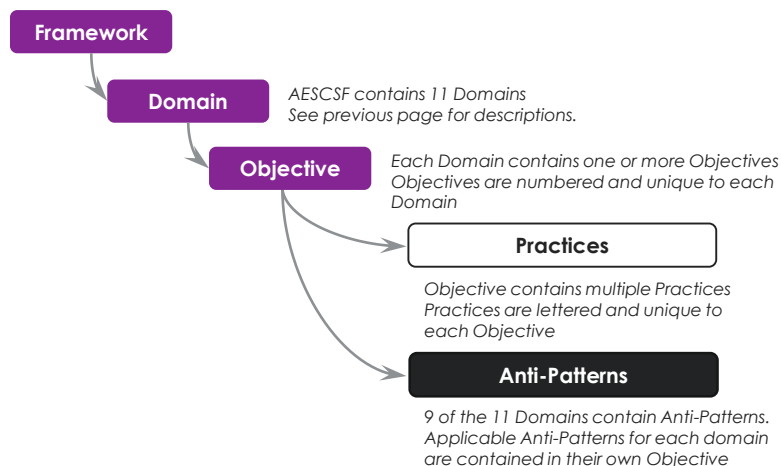 Framework
Domain
AESCSF contains 11 Domains
See previous page for descriptions.
Objective
Each Domain contains one or more Objectives
Objectives are numbered and unique to each
Domain
Practices
Objective contains multiple Practices
Practices are lettered and unique to
each Objective
Anti-Patterns
9 of the 11 Domains contain Anti-Patterns.
Applicable Anti-Patterns for each domain
are contained in their own Objective